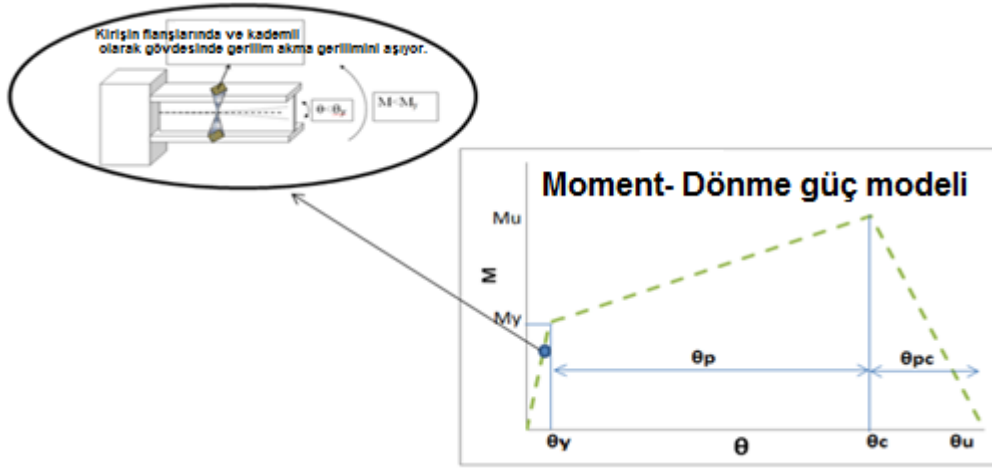 Kirişin flanşlarında ve kademeli
olarak gövdesinde gerilim akma gerilimini aşıyor.
θ<θy
M<My
Moment- Dönme güç modeli
Mu
M
My
θp
θpc
θy
θ
θc
θu